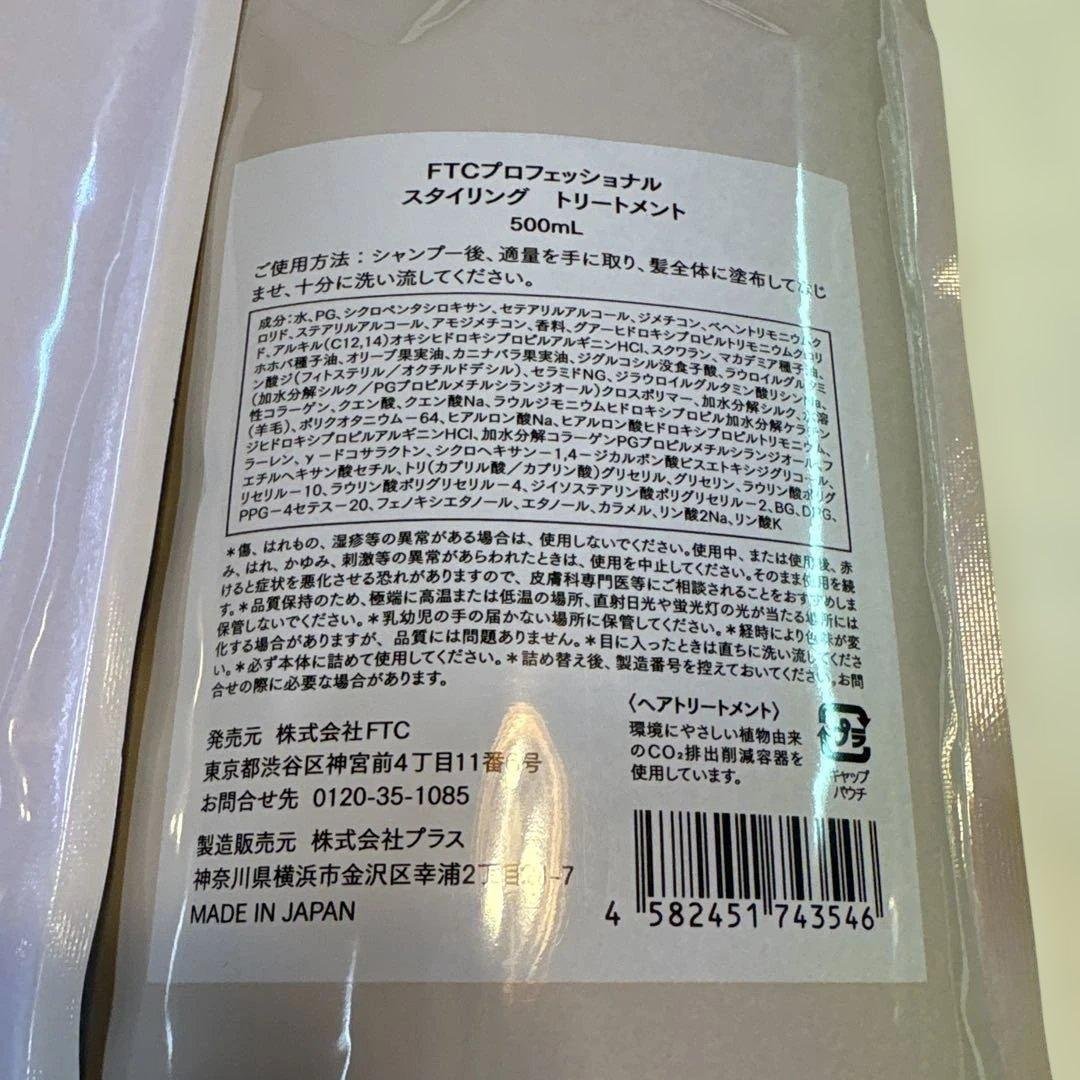 FTCプロフェッショナル
スタイリング　トリートメント
500mL
ご使用方法：シャンプー後、適量を手に取り、髪全体に塗布してなじ
ませ、十分に洗い流してください。
成分：水、PG、シクロペンタシロキサン、セテアリルアルコール、ジメチコン、ベヘントリモニウムク
ロリド、ステアリルアルコール、アモジメチコン、香料、グアーヒドロキシプロピルトリモニウムクロリ
ド、アルキル(C12,14)オキシヒドロキシプロピルアルギニンHCl、スクワラン、マカデミア種子油、
ホホバ種子油、オリーブ果実油、カニナバラ果実油、ジグルコシル没食子酸、ラウロイルグルタミ
ン酸ジ(フィトステリル／オクチルドデシル)、セラミドNG、ジラウロイルグルタミン酸リシンNa、
(加水分解シルク／PGプロピルメチルシランジオール)クロスポリマー、加水分解シルク、水溶
性コラーゲン、クエン酸、クエン酸Na、ラウルジモニウムヒドロキシプロピル加水分解ケラチン
(羊毛)、ポリクオタニウム－64、ヒアルロン酸Na、ヒアルロン酸ヒドロキシプロピルトリモニウム、
ジヒドロキシプロピルアルギニンHCl、加水分解コラーゲンPGプロピルメチルシランジオール、フ
ラーレン、γ－ドコサラクトン、シクロヘキサン－1,4－ジカルボン酸ビスエトキシジグリコール、
エチルヘキサン酸セチル、トリ(カプリル酸／カプリン酸)グリセリル、グリセリン、ラウリン酸ポリグ
リセリル－10、ラウリン酸ポリグリセリル－4、ジイソステアリン酸ポリグリセリル－2、BG、DPG、
PPG－4セテス－20、フェノキシエタノール、エタノール、カラメル、リン酸2Na、リン酸K
＊傷、はれもの、湿疹等の異常がある場合は、使用しないでください。使用中、または使用後、赤
み、はれ、かゆみ、刺激等の異常があらわれたときは、使用を中止してください。そのまま使用を続
けると症状を悪化させる恐れがありますので、皮膚科専門医等にご相談されることをおすすめしま
す。＊品質保持のため、極端に高温または低温の場所、直射日光や蛍光灯の光が当たる場所には
保管しないでください。＊乳幼児の手の届かない場所に保管してください。＊経時により色味が変
化する場合がありますが、品質には問題ありません。＊目に入ったときは直ちに洗い流してくださ
い。＊必ず本体に詰めて使用してください。＊詰め替え後、製造番号を控えておいてください。お問
合せの際に必要な場合があります。
発売元 株式会社FTC
東京都渋谷区神宮前4丁目11番6号
お問合せ先 0120-35-1085
製造販売元 株式会社プラス
神奈川県横浜市金沢区幸浦2丁目-7
MADE IN JAPAN
〈ヘアトリートメント〉
環境にやさしい植物由来
のCO₂排出削減容器を
使用しています。
プラ
キャップ
パウチ
4 582451 743546